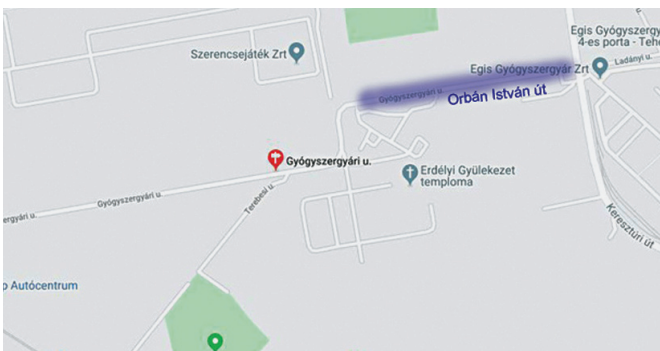 Egis Gyógyszergy
4-es porta - Tehe
Szerencsejáték Zrt
Egis Gyógyszergyár Zrt
Ladányi u.
Gyógyszergyári u.
Orbán István út
Gyógyszergyári u.
Erdélyi Gyülekezet
temploma
Terebesi u.
Gyógyszergyári u.
ergyári u.
Keresztúri út
o Autócentrum